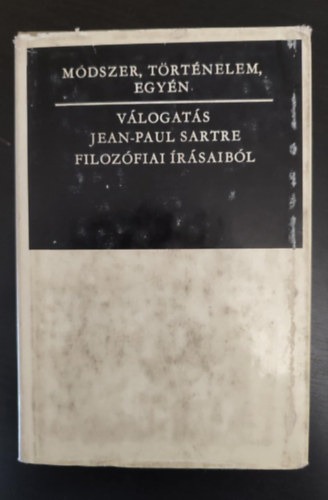 MÓDSZER, TÖRTÉNELEM,
EGYÉN
VÁLOGATÁS
JEAN-PAUL SARTRE
FILOZÓFIAI ÍRÁSAIBÓL